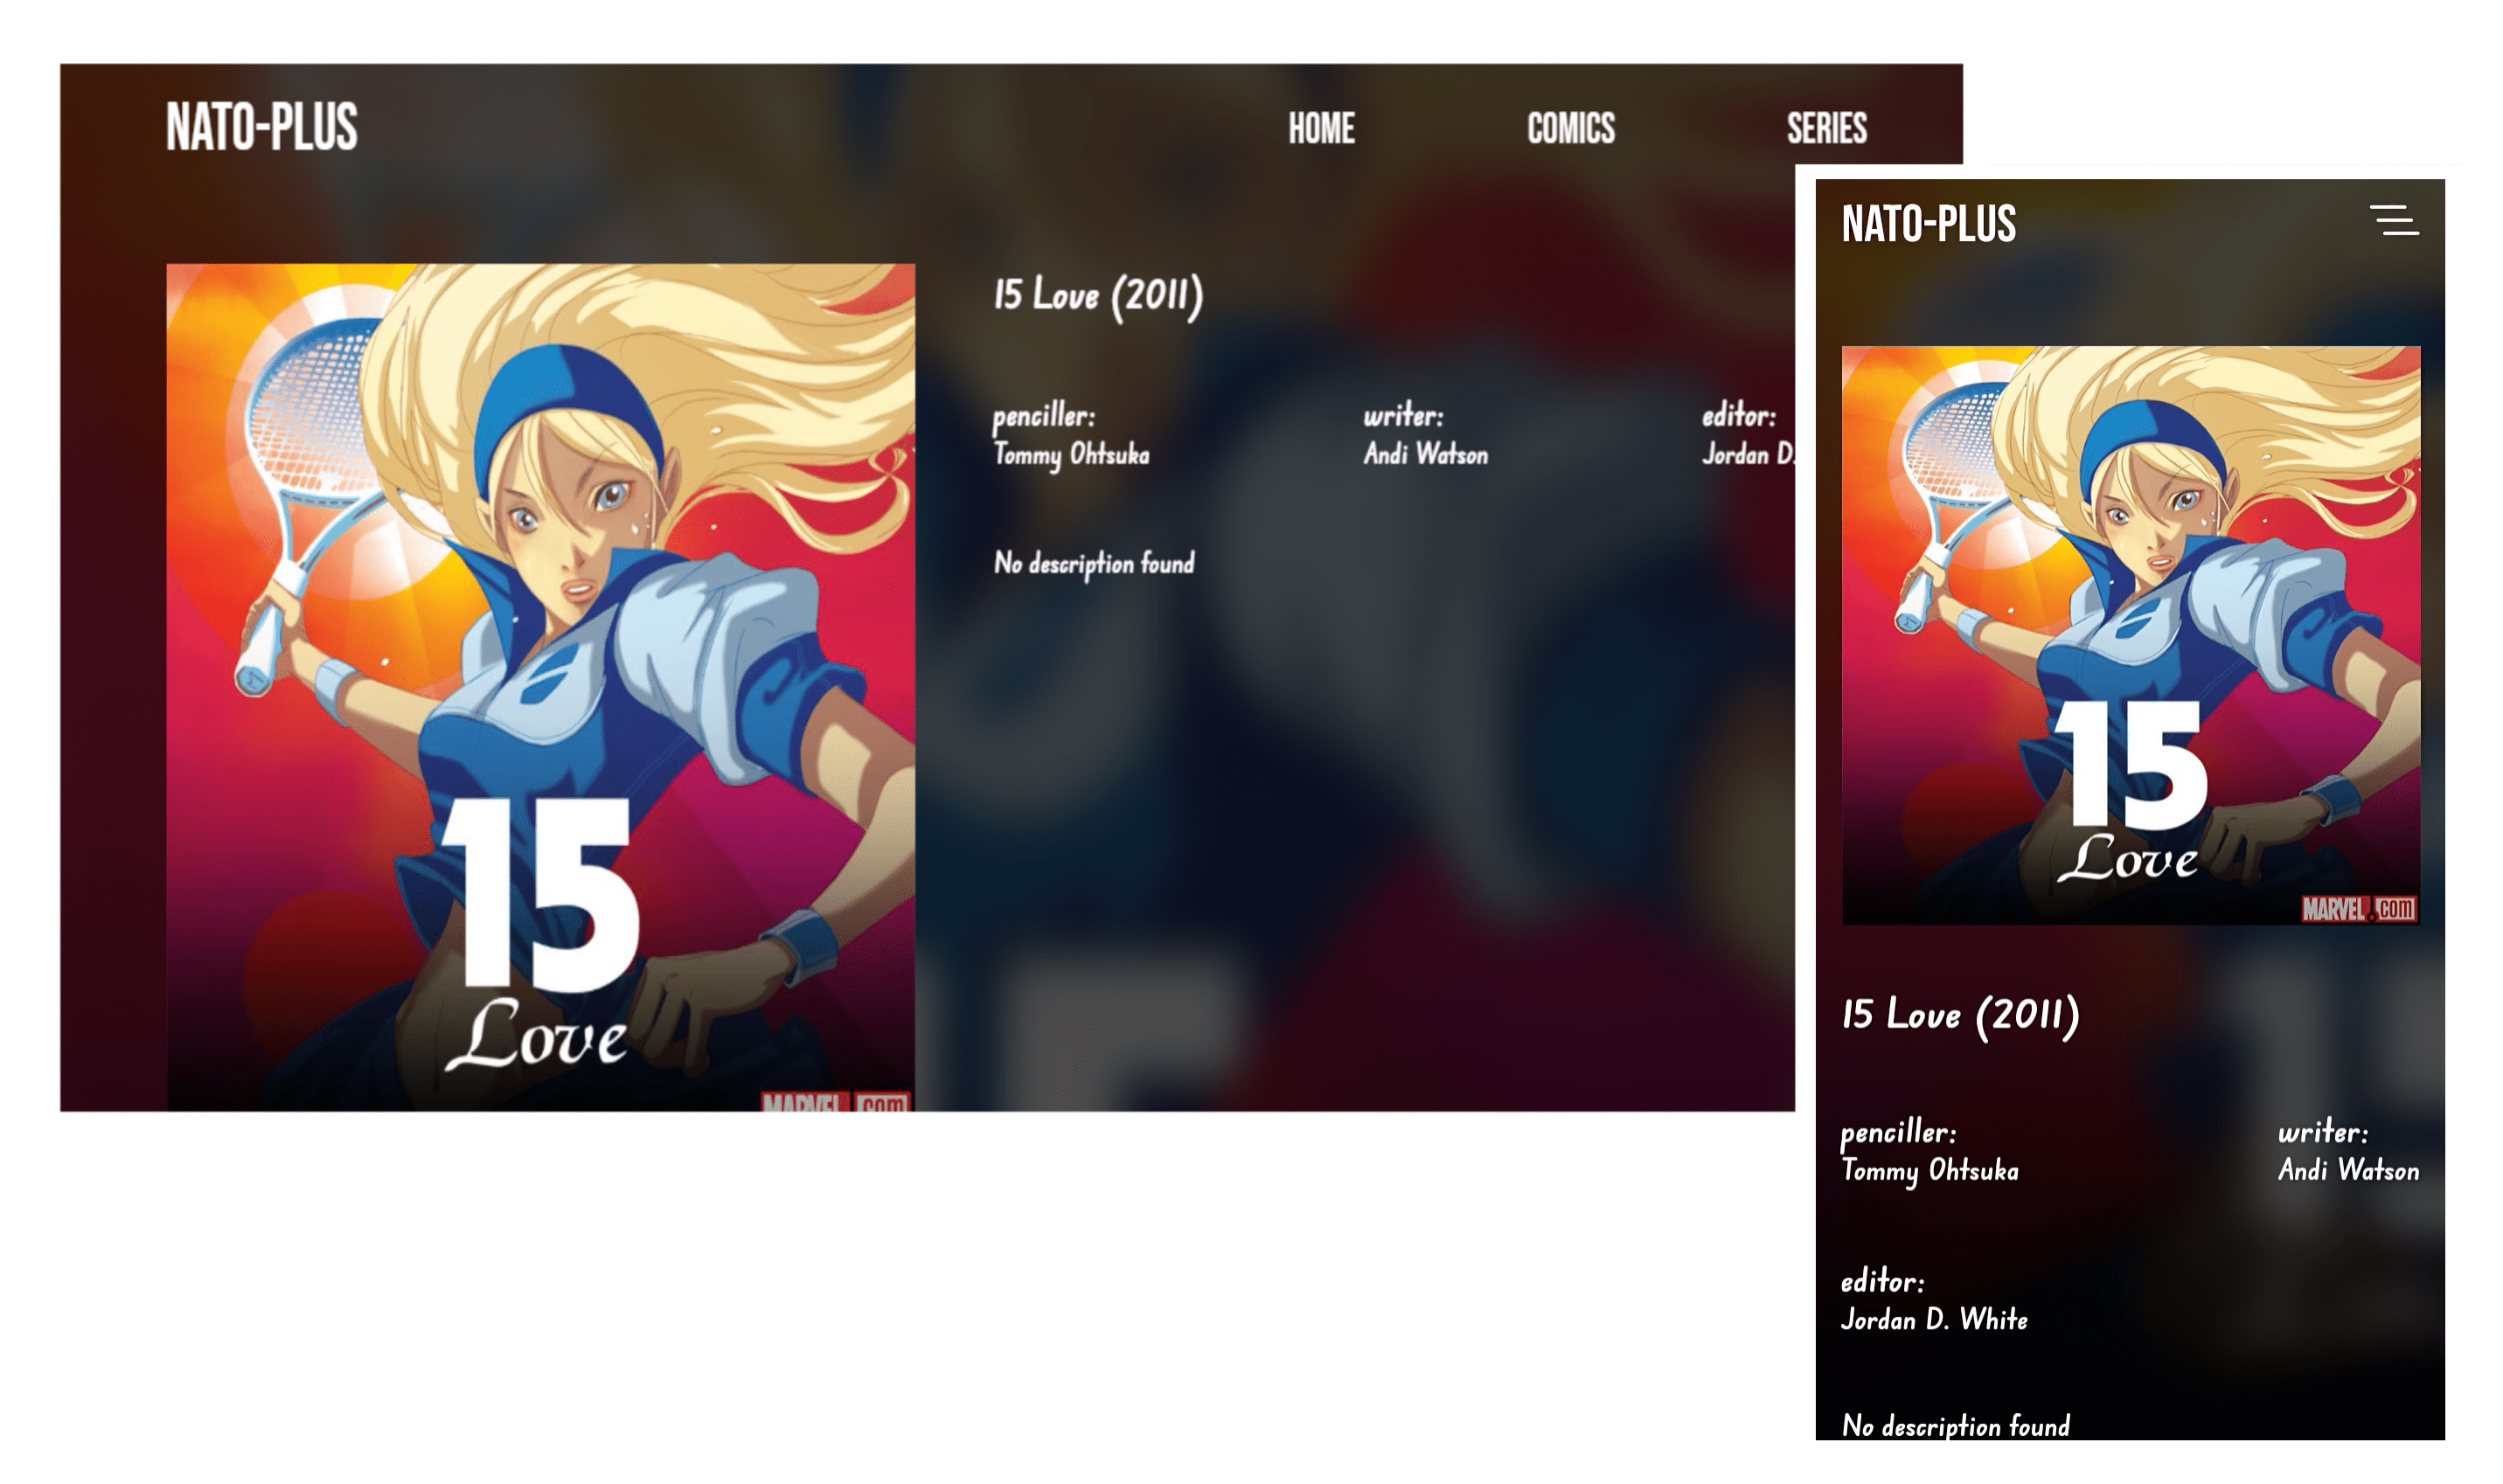 NATO-PLUS
HOME COMICS SERIES
15 Love (2011)
penciller: writer: editor:
Tommy Ohtsuka Andi Watson Jordan D.
No description found
15
Love
MARVEL.com
NATO-PLUS
15
Love
MARVEL.com
15 Love (2011)
penciller: writer:
Tommy Ohtsuka Andi Watson
editor:
Jordan D. White
No description found